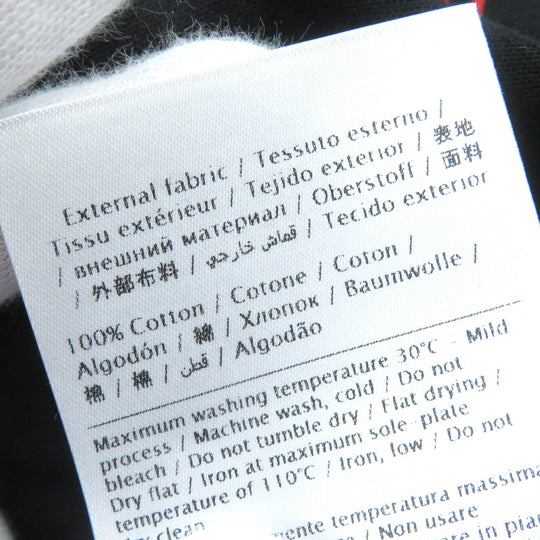 External fabric / Tessuto esterno /
Tissu extérieur / Tejido exterior / 表地
/ внешний материал / Oberstoff / 面料
/ 外部布料 / قماش خارجي / Tecido exterior
100% Cotton / Cotone / Coton /
Algodón / 綿 / Хлопок / Baumwolle /
棉 / 棉 / قطن / Algodão
Maximum washing temperature 30°C - Mild
process / Machine wash, cold / Do not
bleach / Do not tumble dry / Flat drying /
Dry flat / Iron at maximum sole-plate
temperature of 110°C / Iron, low / Do not
dry clean
temperatura massima
/ Non usare
in